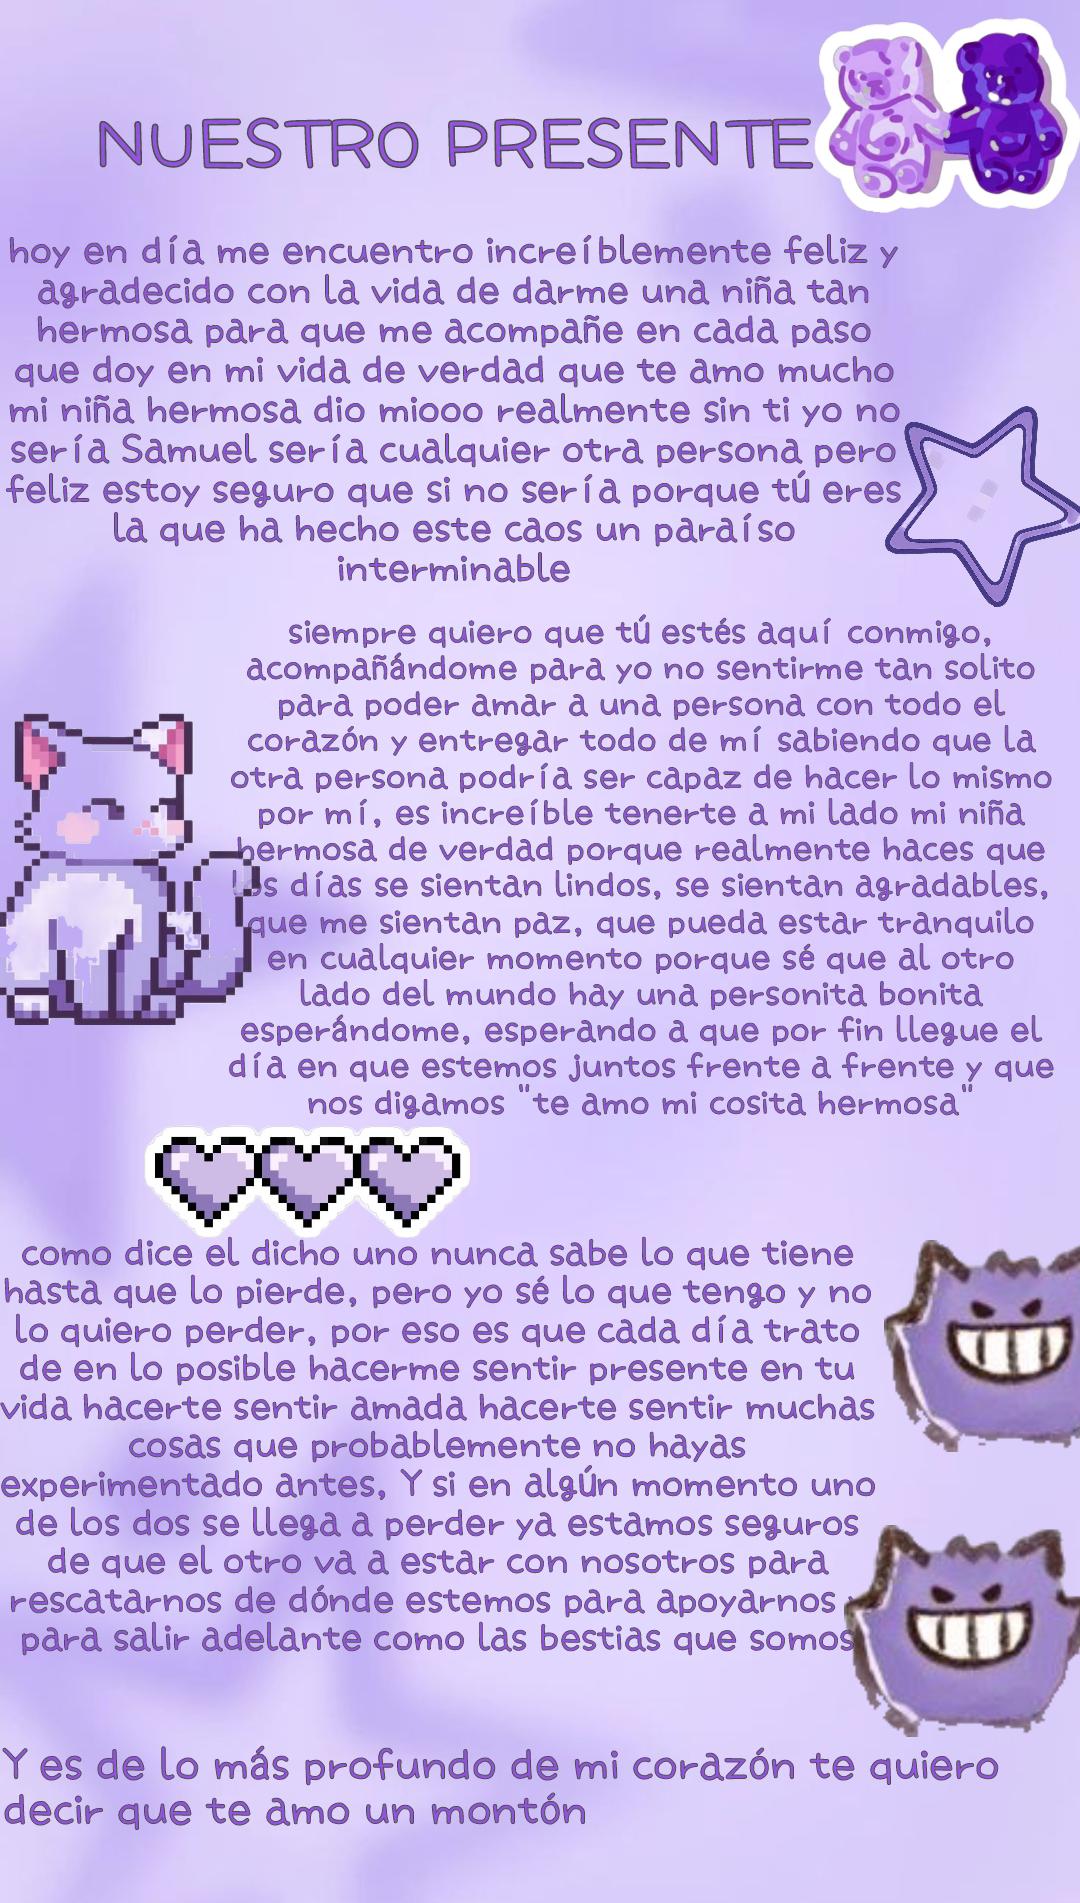 NUESTRO PRESENTE
hoy en día me encuentro increíblemente feliz y
agradecido con la vida de darme una niña tan
hermosa para que me acompañe en cada paso
que doy en mi vida de verdad que te amo mucho
mi niña hermosa dio miooo realmente sin ti yo no
sería Samuel sería cualquier otra persona pero
feliz estoy seguro que si no sería porque tú eres
la que ha hecho este caos un paraíso
interminable
siempre quiero que tú estés aquí conmigo,
acompañándome para yo no sentirme tan solito
para poder amar a una persona con todo el
corazón y entregar todo de mí sabiendo que la
otra persona podría ser capaz de hacer lo mismo
por mí, es increíble tenerte a mi lado mi niña
hermosa de verdad porque realmente haces que
los días se sientan lindos, se sientan agradables,
que me sientan paz, que pueda estar tranquilo
en cualquier momento porque sé que al otro
lado del mundo hay una personita bonita
esperándome, esperando a que por fin llegue el
día en que estemos juntos frente a frente y que
nos digamos "te amo mi cosita hermosa"
como dice el dicho uno nunca sabe lo que tiene
hasta que lo pierde, pero yo sé lo que tengo y no
lo quiero perder, por eso es que cada día trato
de en lo posible hacerme sentir presente en tu
vida hacerte sentir amada hacerte sentir muchas
cosas que probablemente no hayas
experimentado antes, Y si en algún momento uno
de los dos se llega a perder ya estamos seguros
de que el otro va a estar con nosotros para
rescatarnos de dónde estemos para apoyarnos
para salir adelante como las bestias que somos
Y es de lo más profundo de mi corazón te quiero
decir que te amo un montón